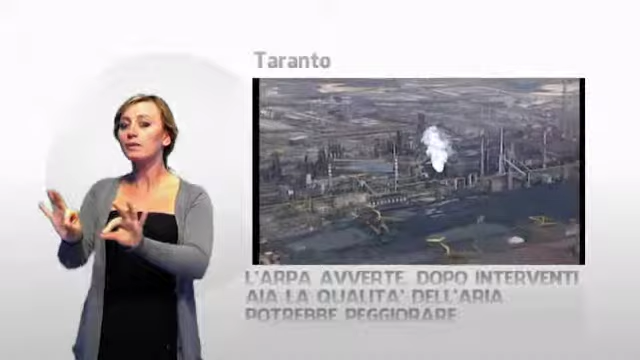 Taranto
L'ARPA AVVERTE. DOPO INTERVENTI
AIA LA QUALITA' DELL'ARIA
POTREBBE PEGGIORARE